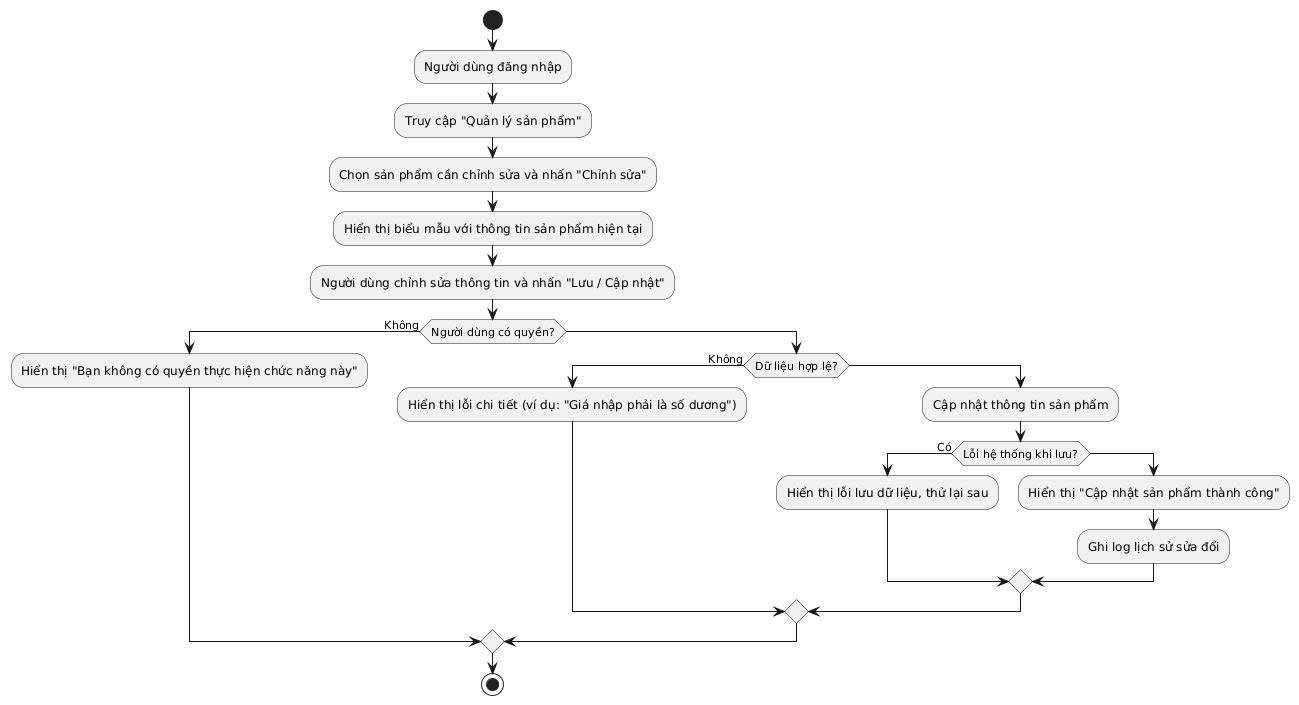 Người dùng đăng nhập
Truy cập "Quản lý sản phẩm"
Chọn sản phẩm cần chỉnh sửa và nhấn "Chỉnh sửa"
Hiển thị biểu mẫu với thông tin sản phẩm hiện tại
Người dùng chỉnh sửa thông tin và nhấn "Lưu / Cập nhật"
Không
Người dùng có quyền?
Hiển thị "Bạn không có quyền thực hiện chức năng này"
Không
Dữ liệu hợp lệ?
Hiển thị lỗi chi tiết (ví dụ: "Giá nhập phải là số dương")
Cập nhật thông tin sản phẩm
Có
Lỗi hệ thống khi lưu?
Hiển thị lỗi lưu dữ liệu, thử lại sau
Hiển thị "Cập nhật sản phẩm thành công"
Ghi log lịch sử sửa đổi